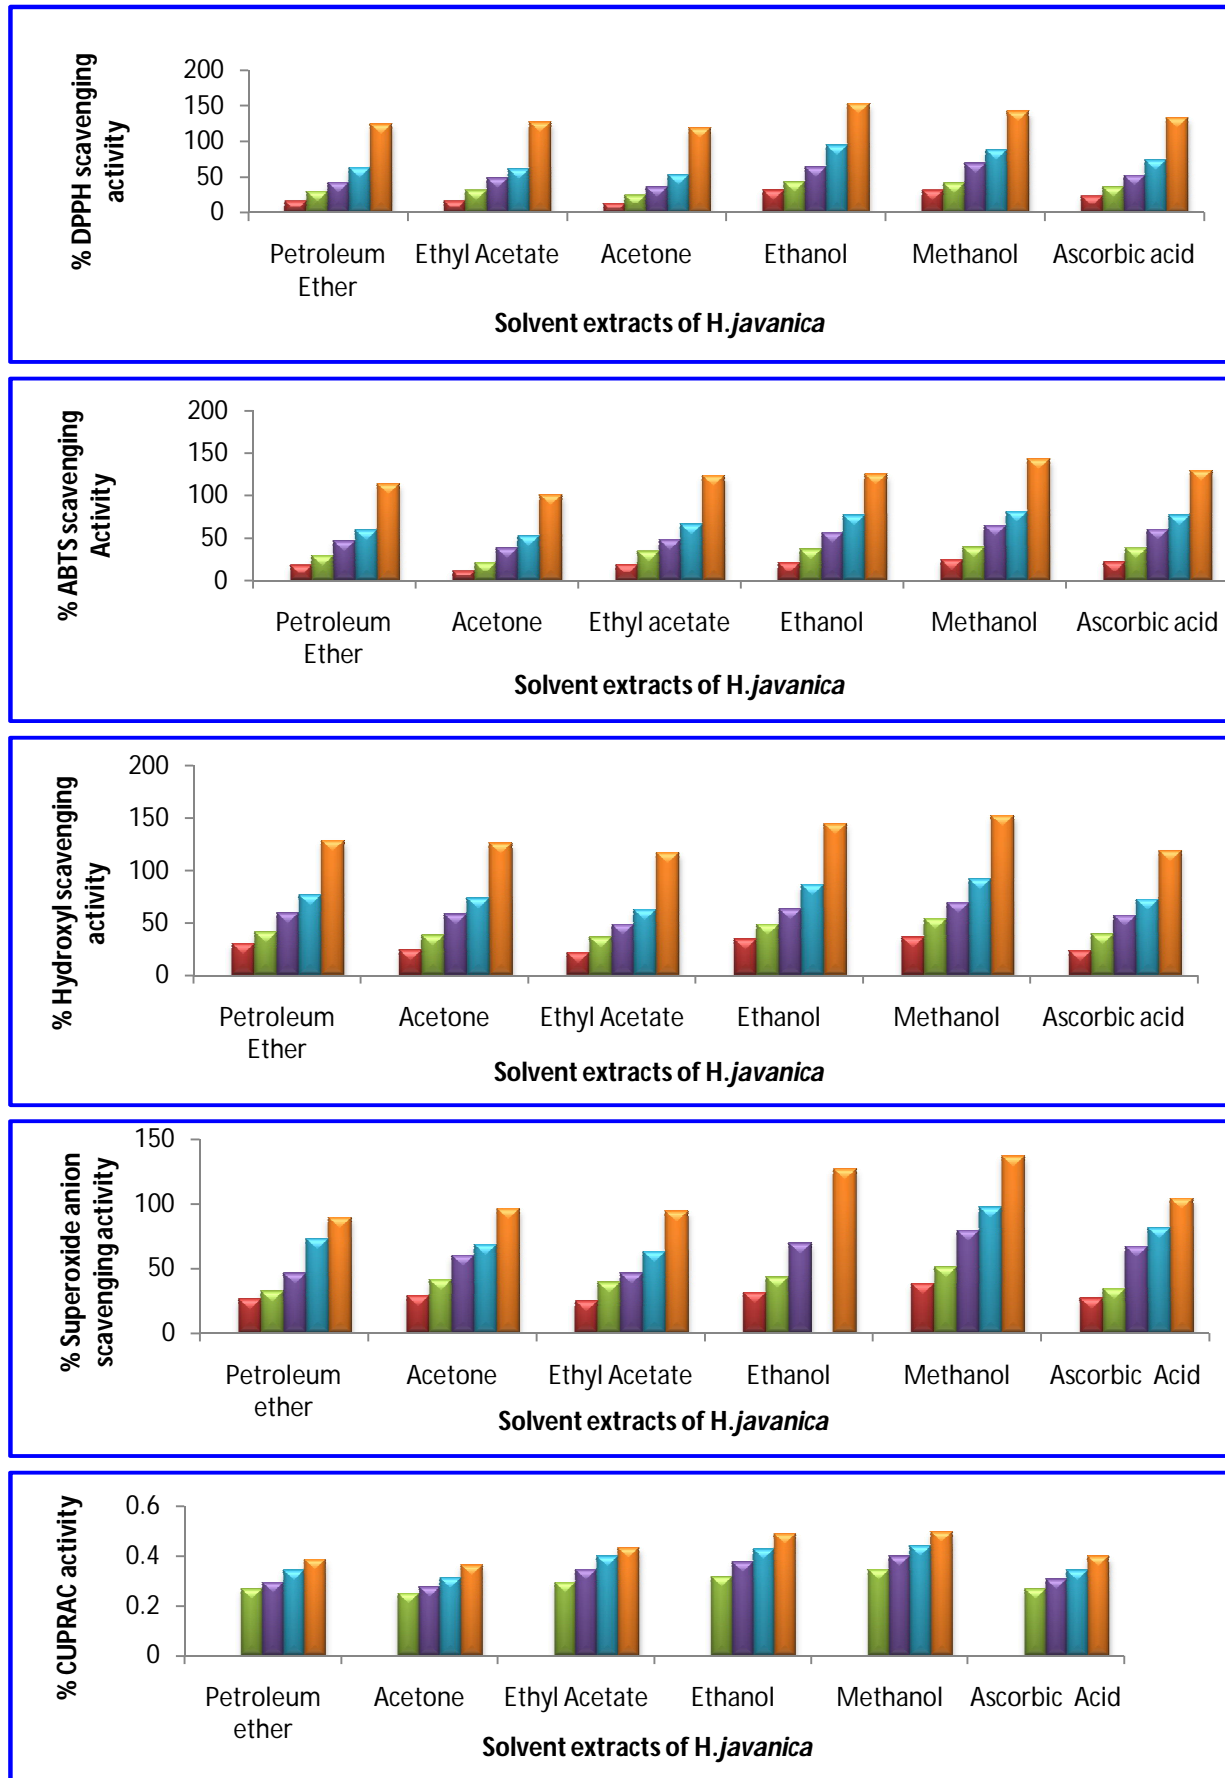 % DPPH scavenging
activity
200
150
100
50
0
Petroleum
Ether
Ethyl Acetate
Acetone
Ethanol
Methanol
Ascorbic acid
Solvent extracts of H.javanica
% ABTS scavenging
Activity
200
150
100
50
0
Petroleum
Ether
Acetone
Ethyl acetate
Ethanol
Methanol
Ascorbic acid
Solvent extracts of H.javanica
% Hydroxyl scavenging
activity
200
150
100
50
0
Petroleum
Ether
Acetone
Ethyl Acetate
Ethanol
Methanol
Ascorbic acid
Solvent extracts of H.javanica
% Superoxide anion
scavenging activity
150
100
50
0
Petroleum
ether
Acetone
Ethyl Acetate
Ethanol
Methanol
Ascorbic Acid
Solvent extracts of H.javanica
% CUPRAC activity
0.6
0.4
0.2
0
Petroleum
ether
Acetone
Ethyl Acetate
Ethanol
Methanol
Ascorbic Acid
Solvent extracts of H.javanica